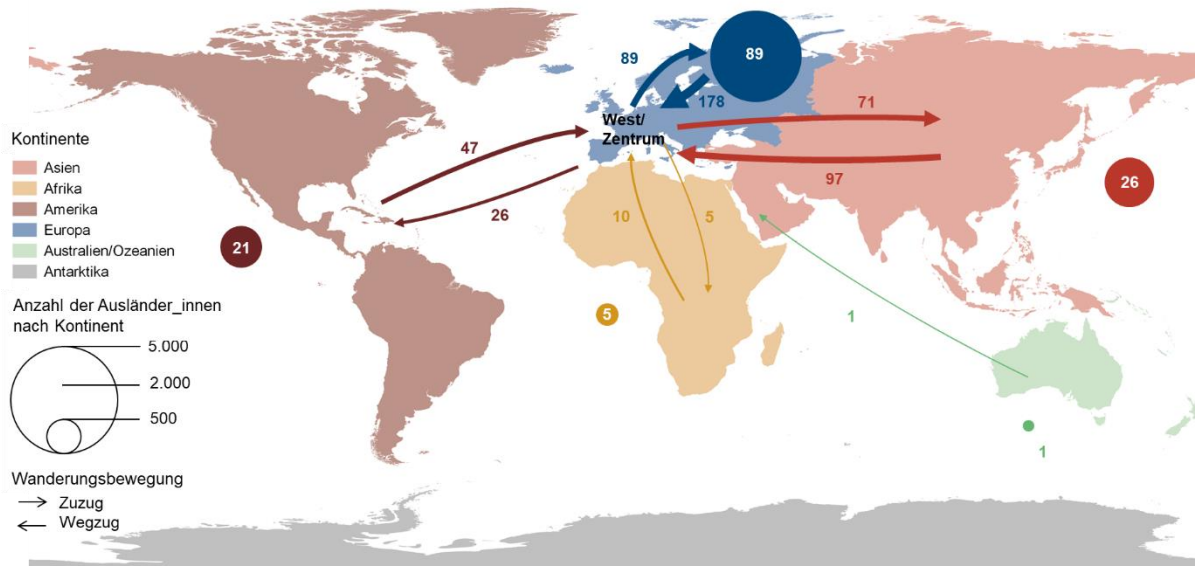 89
89
178
71
West/
Zentrum
47
97
26
26
10
5
21
5
1
1
Kontinente
Asien
Afrika
Amerika
Europa
Australien/Ozeanien
Antarktika
Anzahl der Ausländer_innen
nach Kontinent
5.000
2.000
500
Wanderungsbewegung
Zuzug
Wegzug